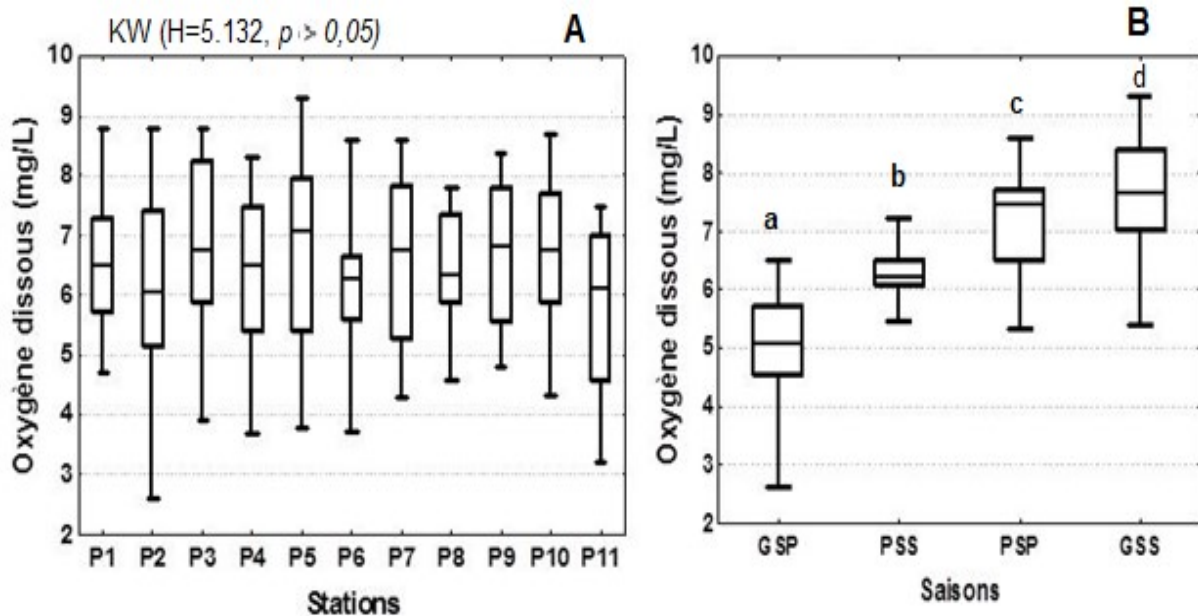 KW (H=5.132, p > 0,05)
A
Oxygène dissous (mg/L)
10
9
8
7
6
5
4
3
2
P1 P2 P3 P4 P5 P6 P7 P8 P9 P10 P11
Stations
B
Oxygène dissous (mg/L)
10
9
8
7
6
5
4
3
2
a
b
c
d
GSP PSS PSP GSS
Saisons